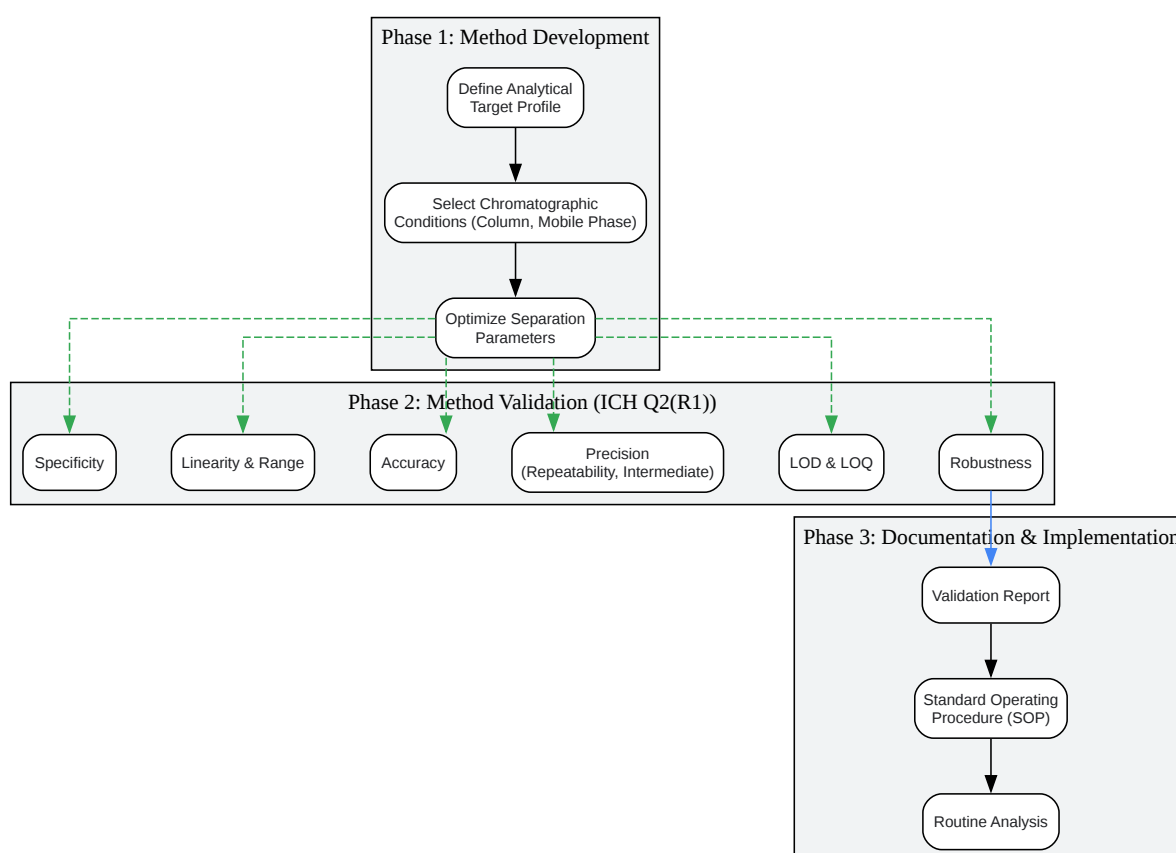 Phase 1: Method Development
Define Analytical
Target Profile
Select Chromatographic
Conditions (Column, Mobile Phase)
Optimize Separation
Parameters
Phase 2: Method Validation (ICH Q2(R1))
Specificity
Linearity & Range
Accuracy
Precision
(Repeatability, Intermediate)
LOD & LOQ
Robustness
Phase 3: Documentation & Implementation
Validation Report
Standard Operating
Procedure (SOP)
Routine Analysis